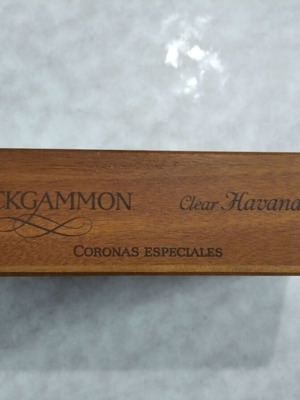 CKGAMMON Clear Havana
CORONAS ESPECIALES